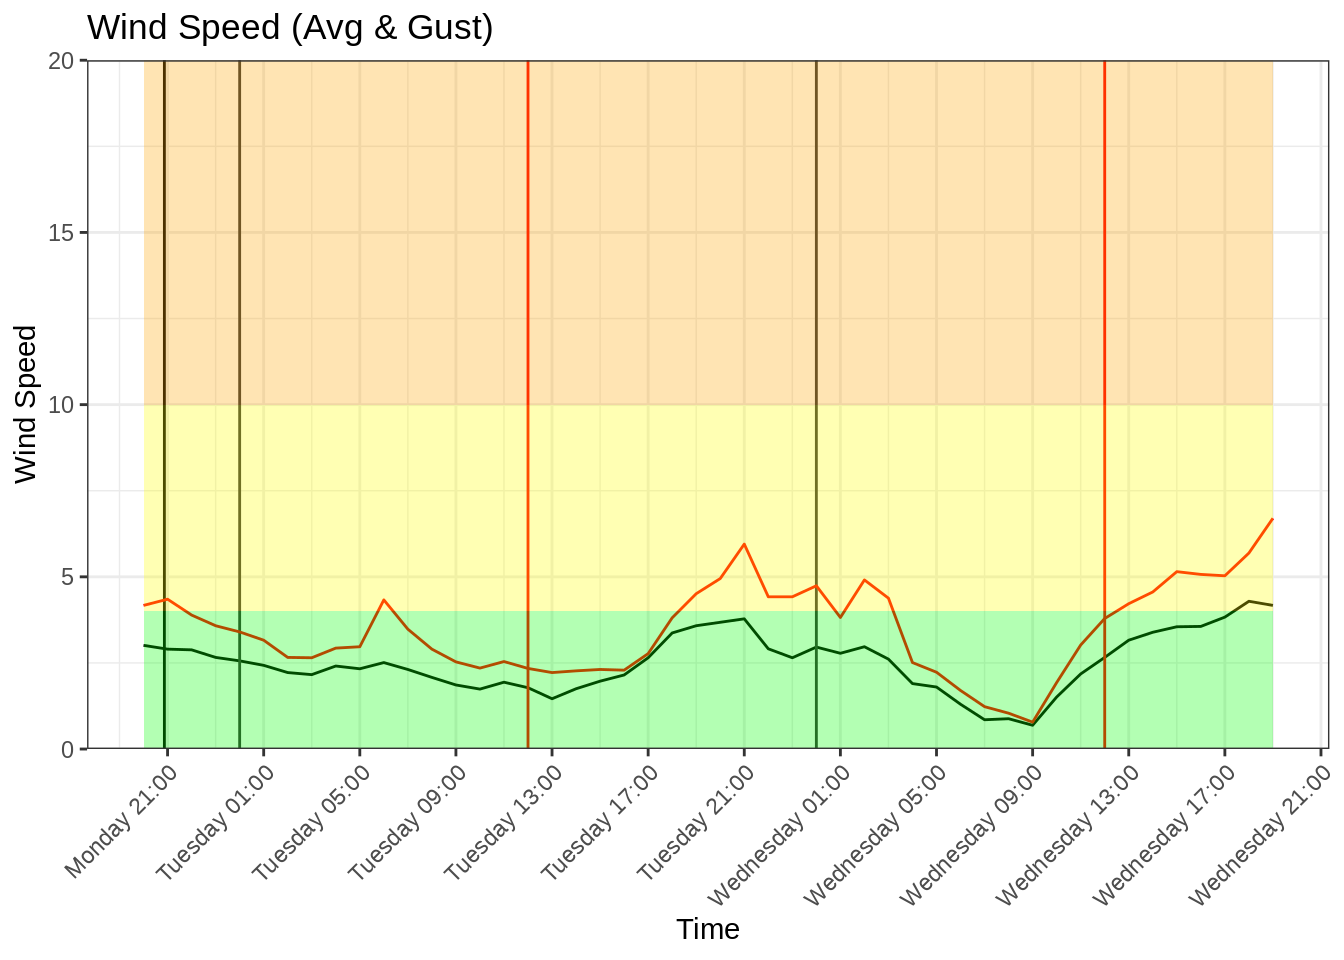 Wind Speed (Avg & Gust)
20
15
10
5
0
Wind Speed
Monday 21:00
Tuesday 01:00
Tuesday 05:00
Tuesday 09:00
Tuesday 13:00
Tuesday 17:00
Tuesday 21:00
Wednesday 01:00
Wednesday 05:00
Wednesday 09:00
Wednesday 13:00
Wednesday 17:00
Wednesday 21:00
Time